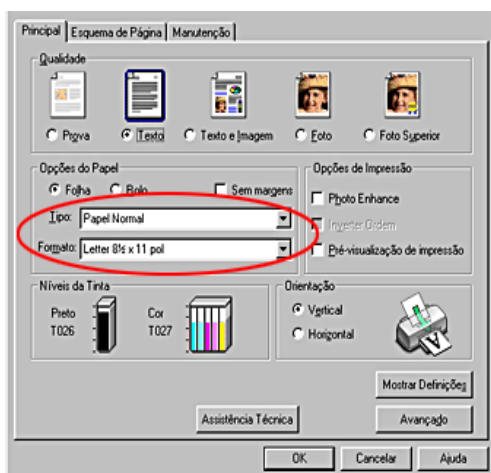 Principal Esquema de Página Manutenção
Qualidade
Prova Texto Texto e Imagem Foto Foto Superior
Opções do Papel
Folha Rolo Sem margens
Tipo: Papel Normal
Formato: Letter 8½ x 11 pol
Opções de Impressão
Photo Enhance
Inverter Ordem
Pré-visualização de impressão
Níveis da Tinta
Preto Cor
T026 T027
Orientação
Vertical
Horizontal
Mostrar Definições
Assistência Técnica Avançado
OK Cancelar Ajuda